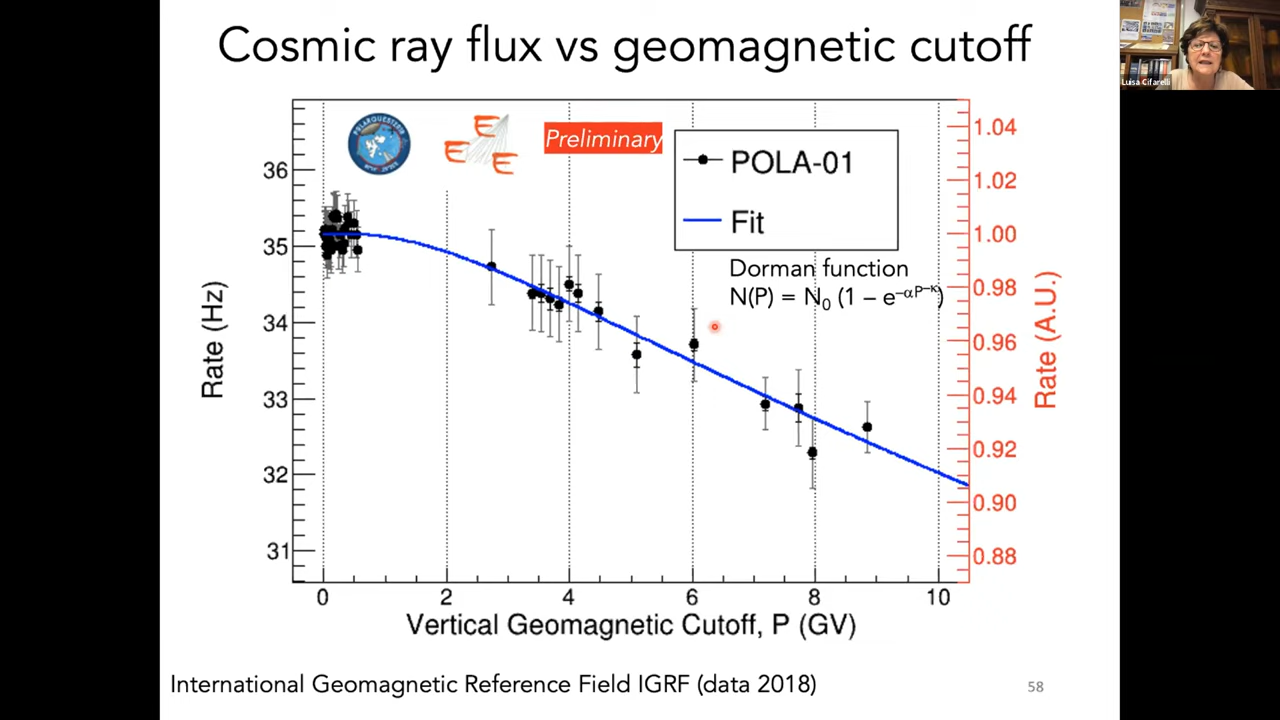 Cosmic ray flux vs geomagnetic cutoff
Luisa Cifarelli
POLARQUEEST2018
EEE
Preliminary
POLA-01
Fit
Dorman function
N(P) = N₀ (1 – e^–αP^–κ)
36
35
34
33
32
31
Rate (Hz)
1.04
1.02
1.00
0.98
0.96
0.94
0.92
0.90
0.88
Rate (A.U.)
0 2 4 6 8 10
Vertical Geomagnetic Cutoff, P (GV)
International Geomagnetic Reference Field IGRF (data 2018)
58